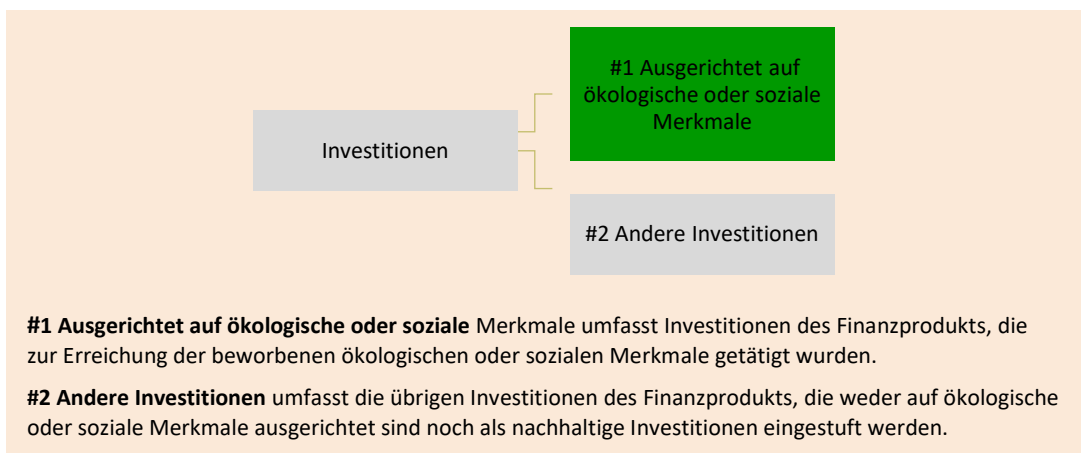 #1 Ausgerichtet auf
ökologische oder soziale
Merkmale
Investitionen
#2 Andere Investitionen
#1 Ausgerichtet auf ökologische oder soziale Merkmale umfasst Investitionen des Finanzprodukts, die
zur Erreichung der beworbenen ökologischen oder sozialen Merkmale getätigt wurden.
#2 Andere Investitionen umfasst die übrigen Investitionen des Finanzprodukts, die weder auf ökologische
oder soziale Merkmale ausgerichtet sind noch als nachhaltige Investitionen eingestuft werden.